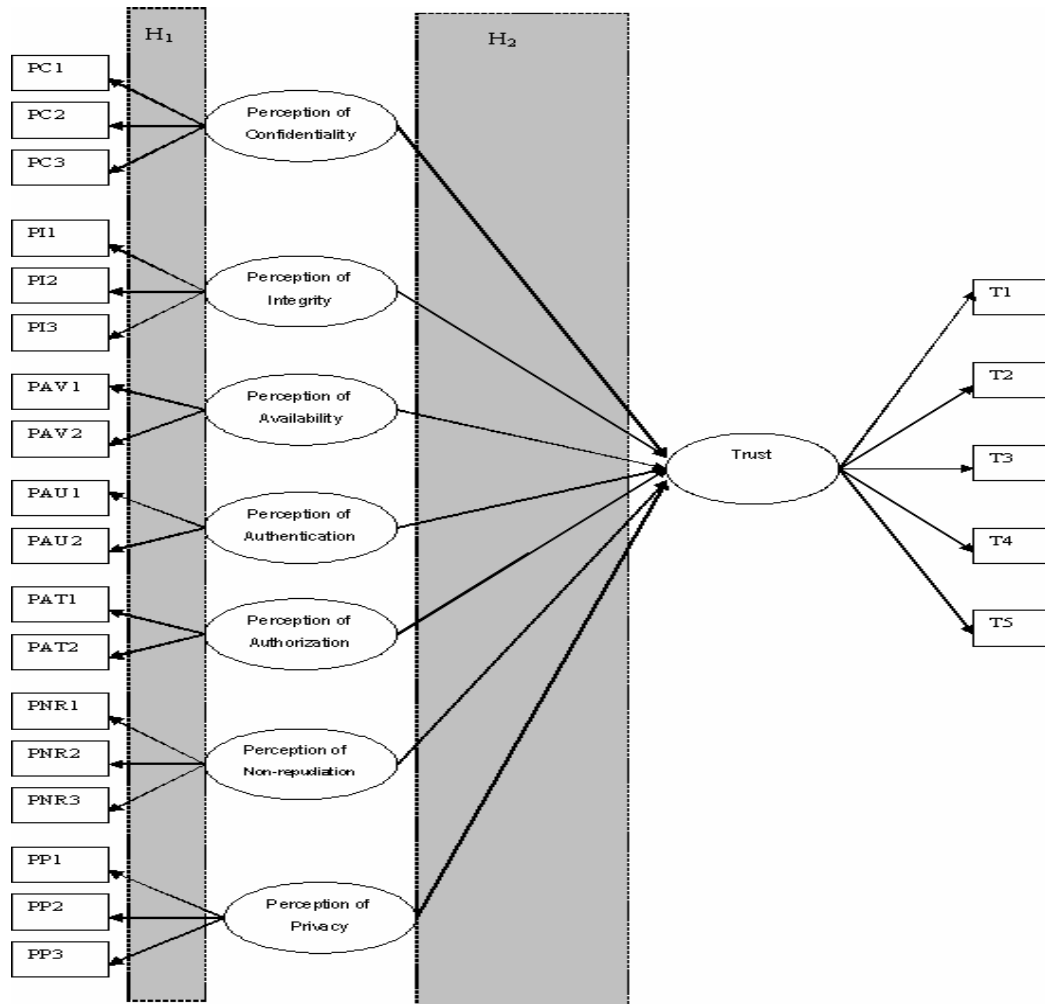 H₁
H₂
PC1
PC2
PC3
Perception of
Confidentiality
PI1
PI2
PI3
Perception of
Integrity
PAV1
PAV2
Perception of
Availability
PAU1
PAU2
Perception of
Authentication
PAT1
PAT2
Perception of
Authorization
PNR1
PNR2
PNR3
Perception of
Non-repudiation
PP1
PP2
PP3
Perception of
Privacy
Trust
T1
T2
T3
T4
T5